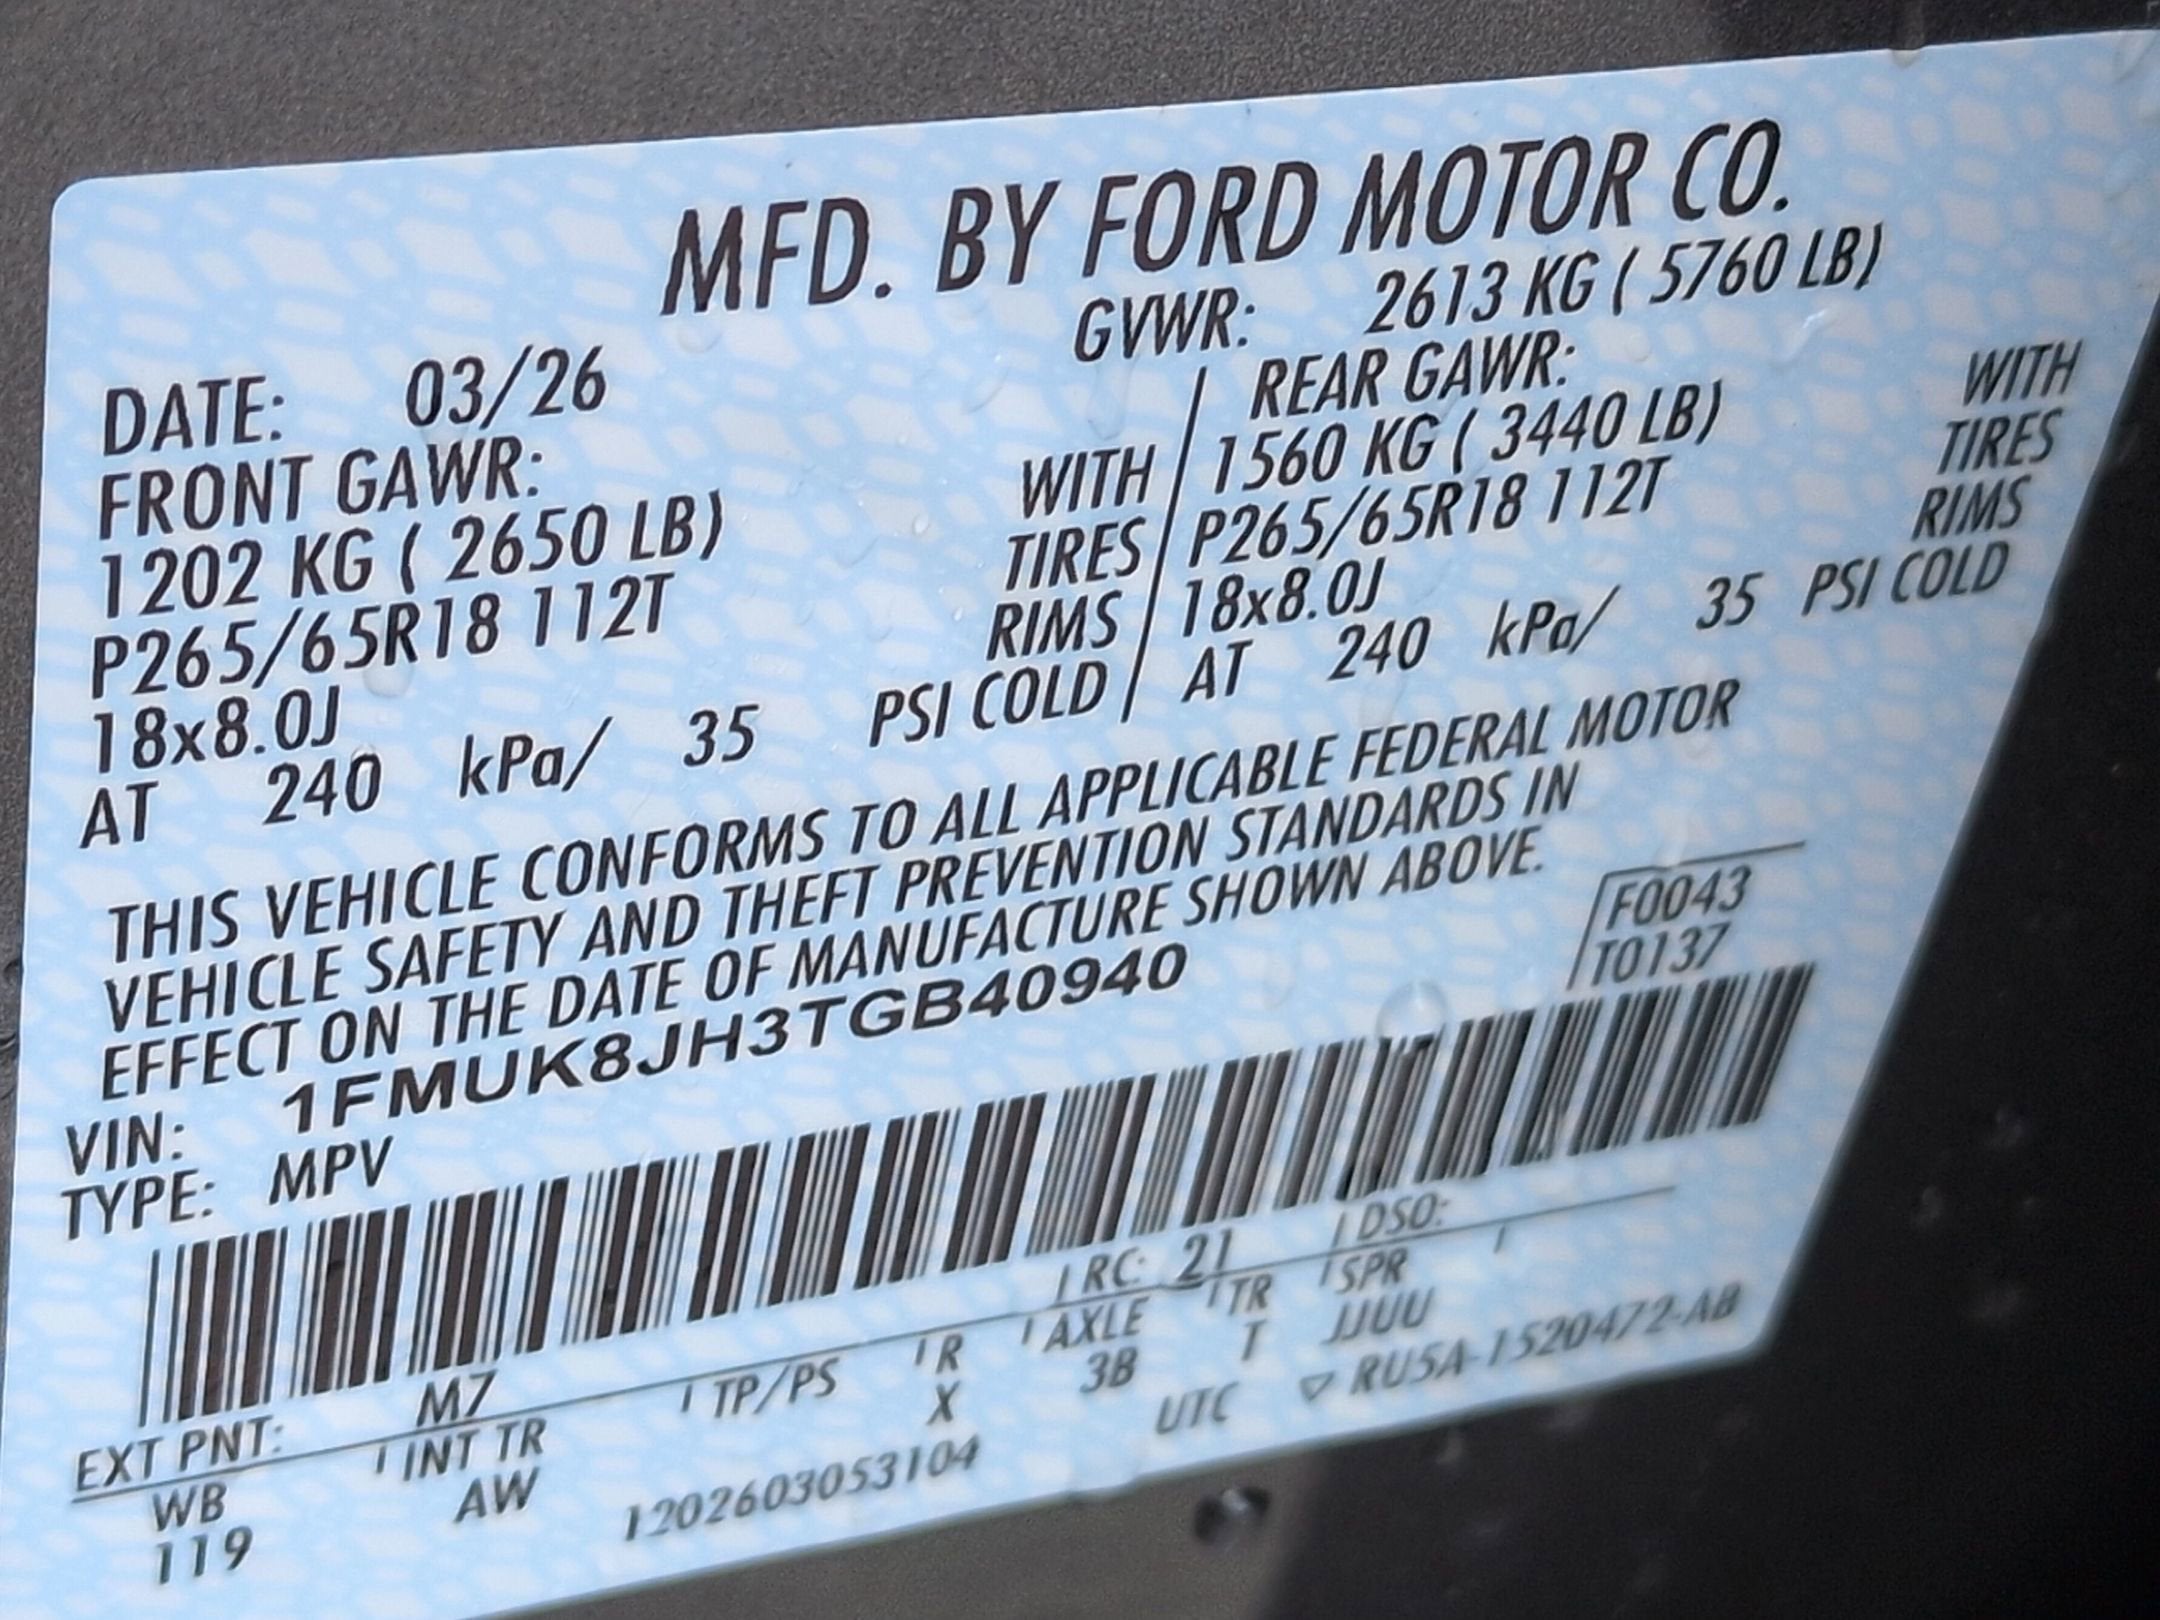 MFD. BY FORD MOTOR CO.
DATE: 03/26 GVWR: 2613 KG ( 5760 LB)
FRONT GAWR: REAR GAWR:
1202 KG ( 2650 LB) WITH 1560 KG ( 3440 LB) WITH
P265/65R18 112T TIRES P265/65R18 112T TIRES
18x8.0J RIMS 18x8.0J RIMS
AT 240 kPa/ 35 PSI COLD AT 240 kPa/ 35 PSI COLD
THIS VEHICLE CONFORMS TO ALL APPLICABLE FEDERAL MOTOR
VEHICLE SAFETY AND THEFT PREVENTION STANDARDS IN
EFFECT ON THE DATE OF MANUFACTURE SHOWN ABOVE.
F0043
VIN: 1FMUK8JH3TGB40940
T0137
TYPE: MPV
EXT PNT: M7 RC: 21 DSO:
WB INT TR TP/PS R AXLE TR SPR
119 AW X 3B T JJUU
1202603053104 UTC ▽ RU5A-1520472-AB